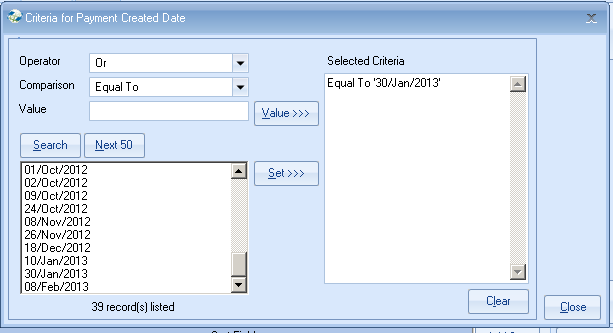 Criteria for Payment Created Date
Operator
Or
Comparison
Equal To
Value
Value >>>
Search
Next 50
01/Oct/2012
02/Oct/2012
09/Oct/2012
24/Oct/2012
08/Nov/2012
26/Nov/2012
18/Dec/2012
10/Jan/2013
30/Jan/2013
08/Feb/2013
Set >>>
39 record(s) listed
Selected Criteria
Equal To '30/Jan/2013'
Clear
Close